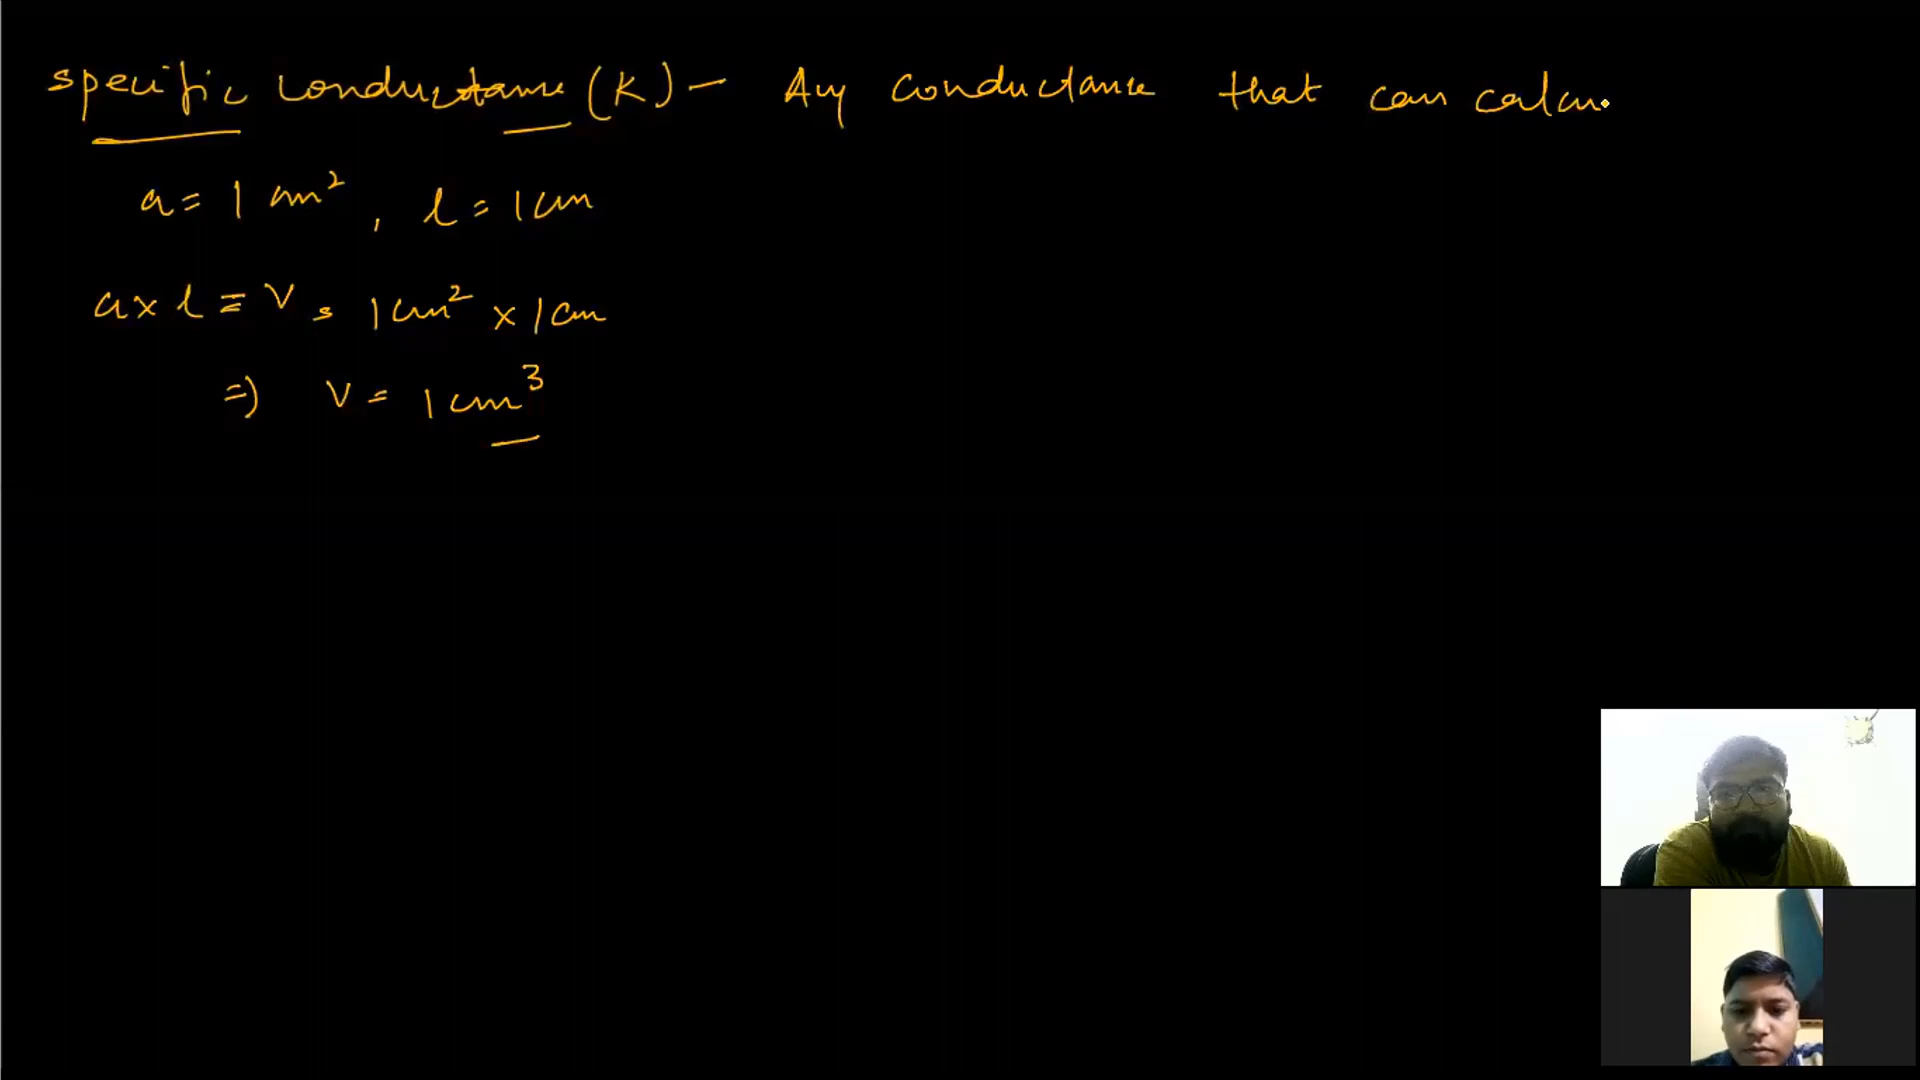 specific conductance (K) - Any conductance that can calcu
a = 1 cm² , l = 1 cm
a x l = V = 1 cm² x 1 cm
=) V = 1 cm³